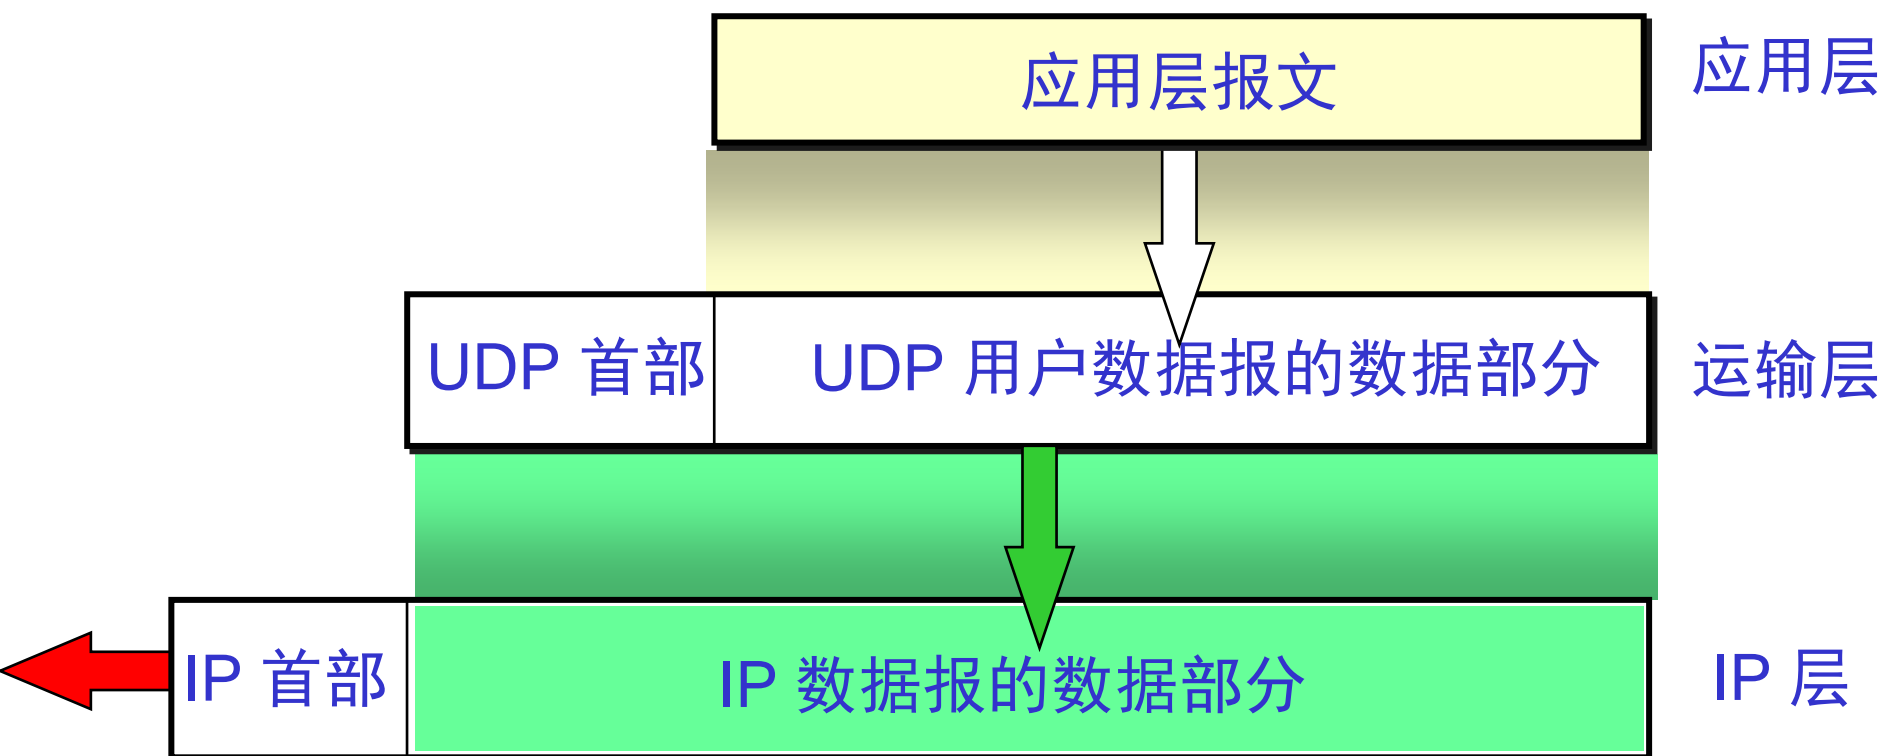 应用层报文
应用层
UDP 首部
UDP 用户数据报的数据部分
运输层
IP 首部
IP 数据报的数据部分
IP 层